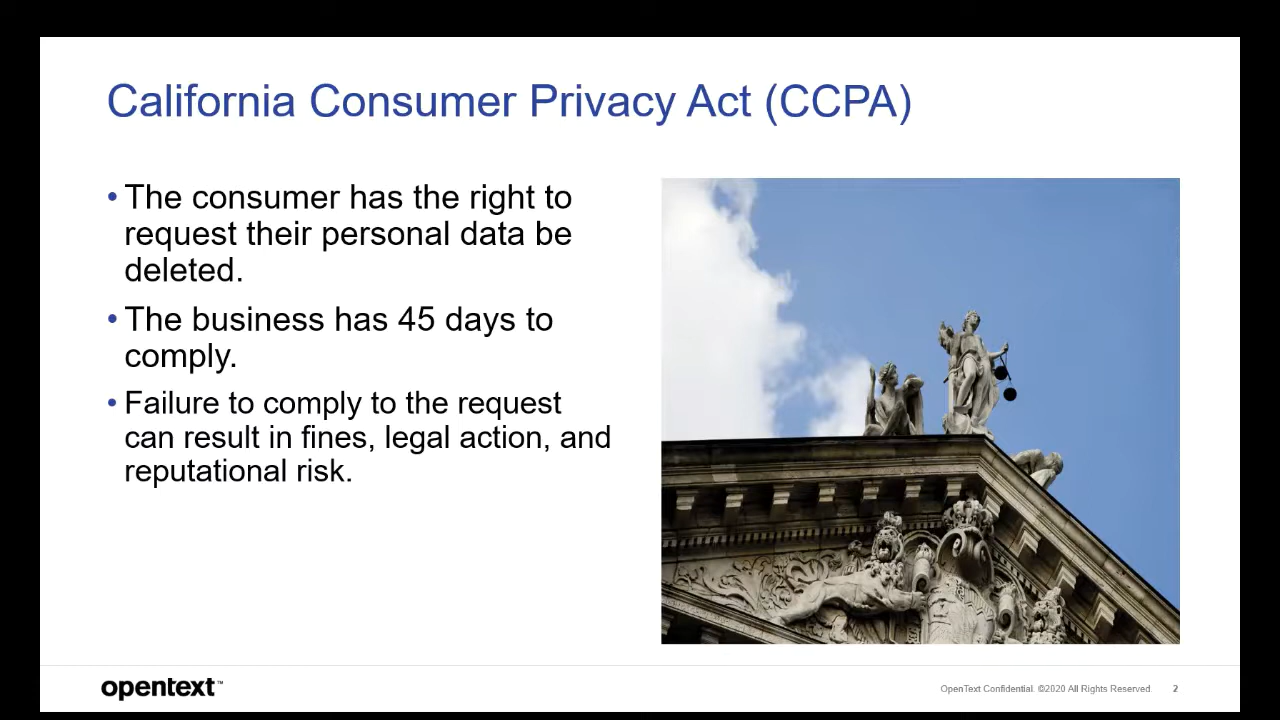 California Consumer Privacy Act (CCPA)
• The consumer has the right to
request their personal data be
deleted.
• The business has 45 days to
comply.
• Failure to comply to the request
can result in fines, legal action, and
reputational risk.
opentext™
OpenText Confidential. ©2020 All Rights Reserved. 2